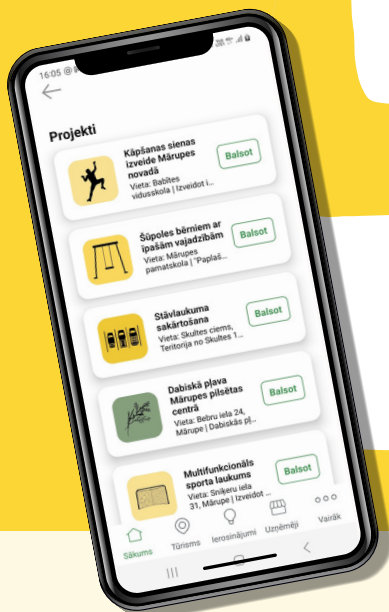 16:05
Projekti
Kāpšanas sienas
izveide Mārupes
novadā
Vieta: Babītes
vidusskola | Izveidot i...
Balsot
Šūpoles bērniem ar
īpašām vajadzībām
Vieta: Mārupes
pamatskola | "Paplaš...
Balsot
Stāvlaukuma
sakārtošana
Vieta: Skultes ciems,
Teritorija no Skultes 1...
Balsot
Dabiskā pļava
Mārupes pilsētas
centrā
Vieta: Bebru iela 24,
Mārupe | Dabiskās pļ...
Balsot
Multifunkcionāls
sporta laukums
Vieta: Sniķeru iela
31, Mārupe | Izveidot ...
Balsot
Sākums
Tūrisms
Ierosinājumi
Uzņēmēji
Vairāk